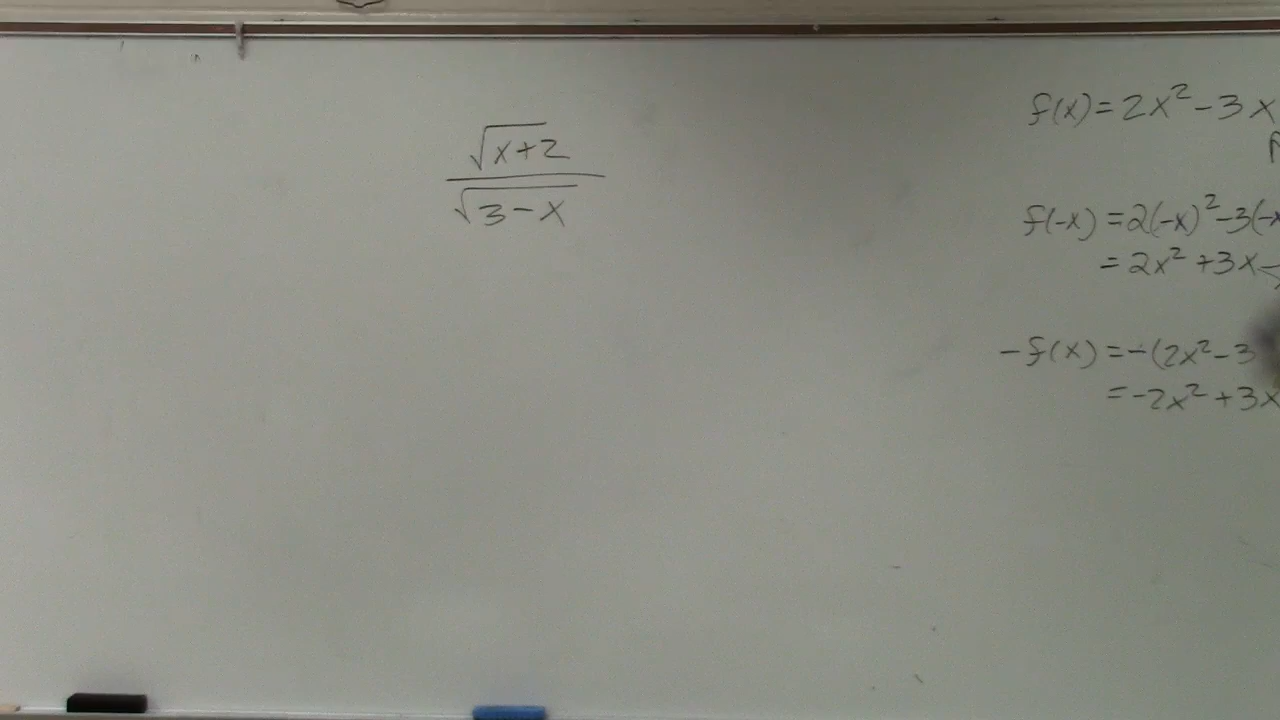 √x+2
√3-x
f(x)=2x²-3x
f(-x)=2(-x)²-3(-x
=2x²+3x-
-f(x)=-(2x²-3
=-2x²+3x